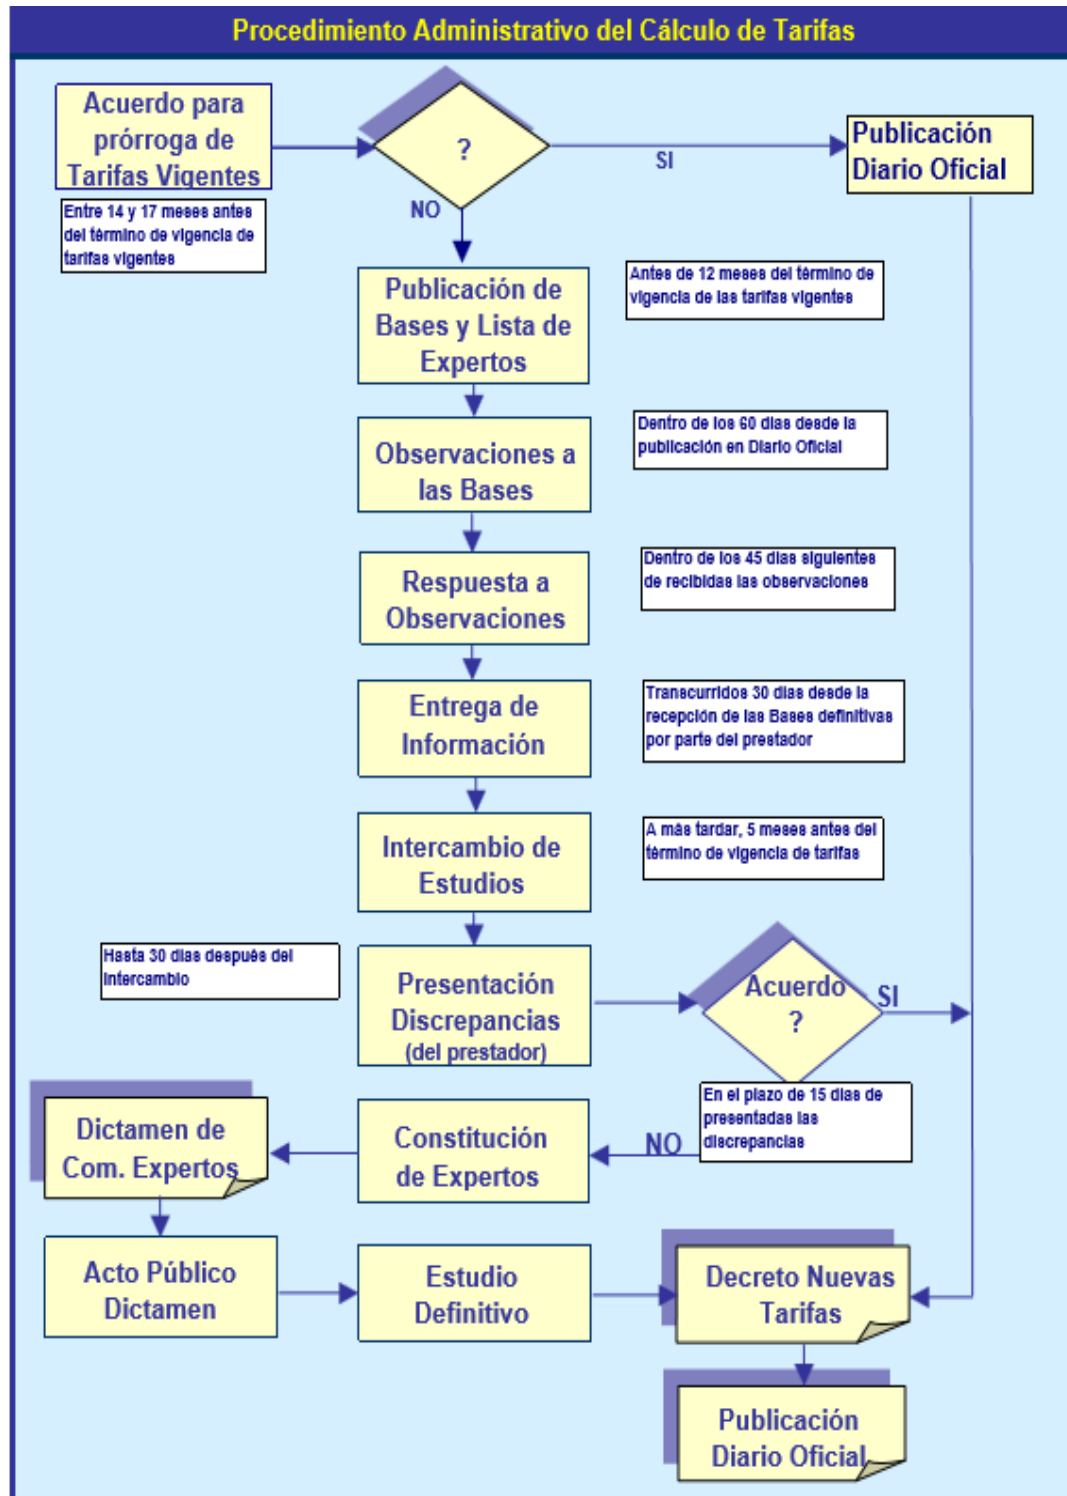 Procedimiento Administrativo del Cálculo de Tarifas
Acuerdo para
prórroga de
Tarifas Vigentes
?
SI
Publicación
Diario Oficial
Entre 14 y 17 meses antes
del término de vigencia de
tarifas vigentes
NO
Publicación de
Bases y Lista de
Expertos
Antes de 12 meses del término de
vigencia de las tarifas vigentes
Observaciones a
las Bases
Dentro de los 60 dias desde la
publicación en Diario Oficial
Respuesta a
Observaciones
Dentro de los 45 dias siguientes
de recibidas las observaciones
Entrega de
Información
Transcurridos 30 dias desde la
recepción de las Bases definitivas
por parte del prestador
Intercambio de
Estudios
A más tardar, 5 meses antes del
término de vigencia de tarifas
Hasta 30 dias después del
intercambio
Presentación
Discrepancias
(del prestador)
Acuerdo
?
SI
En el plazo de 15 dias de
presentadas las
discrepancias
NO
Constitución
de Expertos
Dictamen de
Com. Expertos
Acto Público
Dictamen
Estudio
Definitivo
Decreto Nuevas
Tarifas
Publicación
Diario Oficial